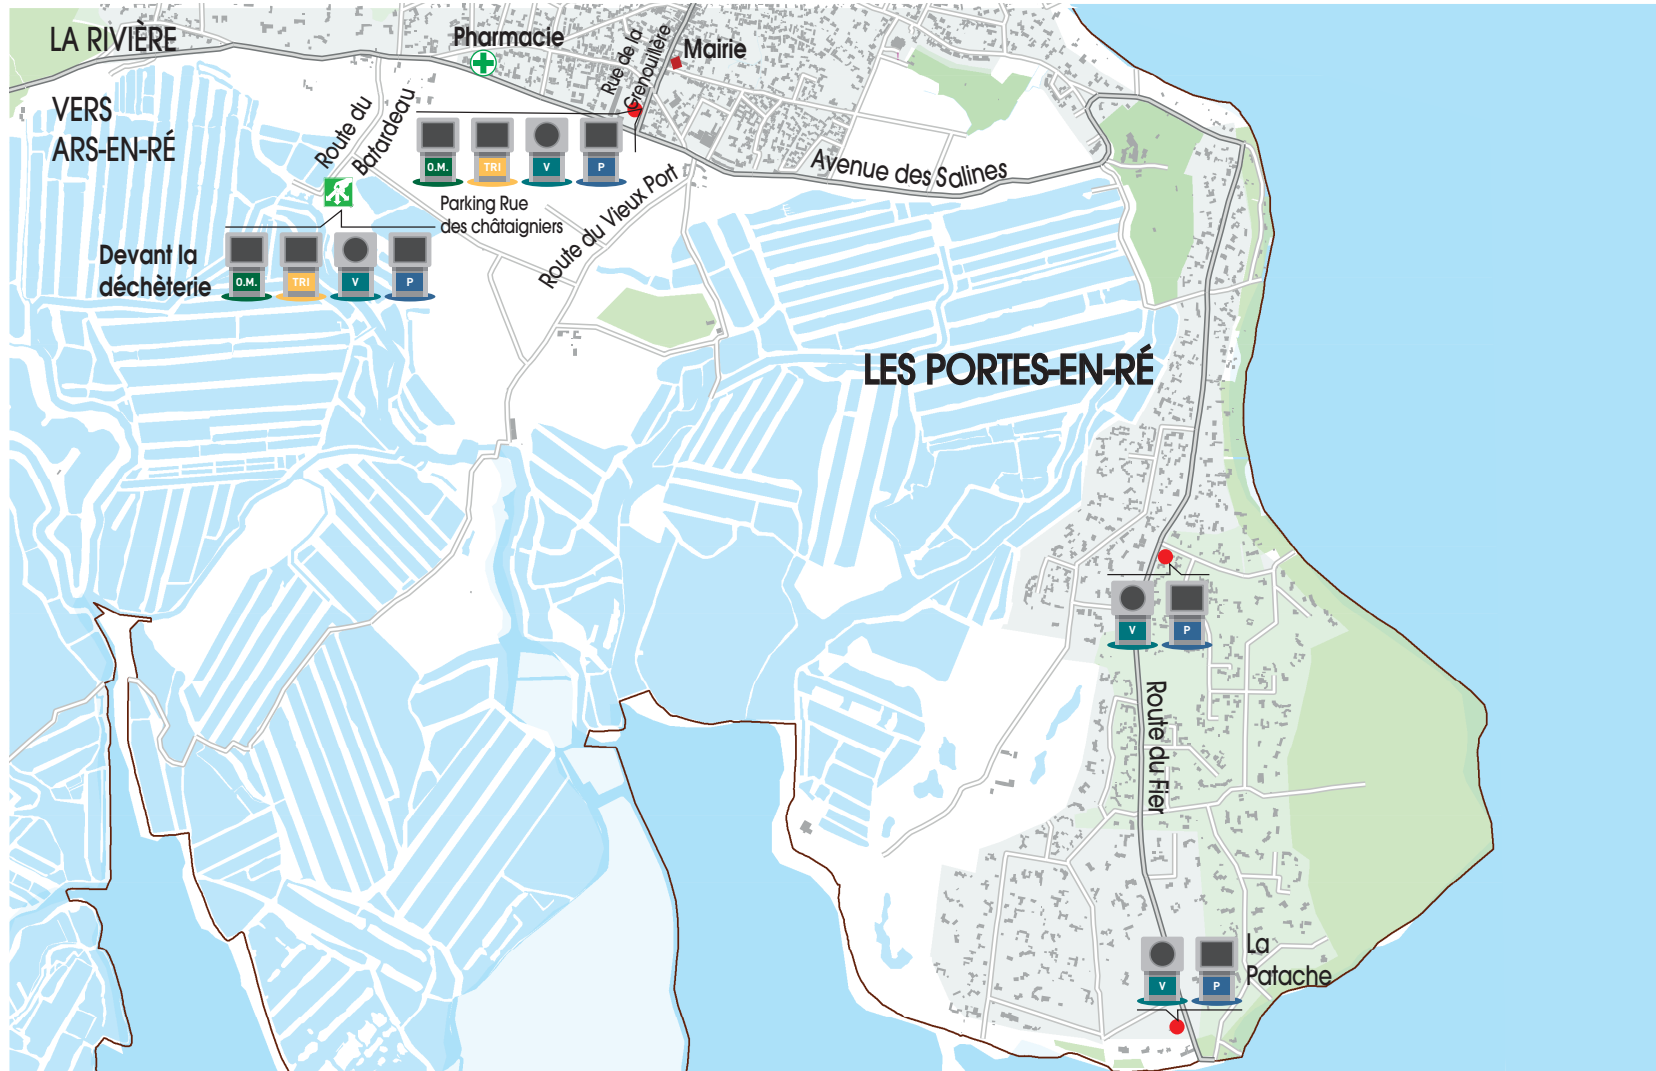 LA RIVIÈRE
Pharmacie
Rue de la
Grenouillère
Mairie
VERS
ARS-EN-RÉ
Route du
Batardeau
O.M.
TRI
V
P
Parking Rue
des châtaigniers
Avenue des Salines
Route du Vieux Port
Devant la
déchèterie
O.M.
TRI
V
P
LES PORTES-EN-RÉ
V
P
Route du Fier
La
Patache
V
P